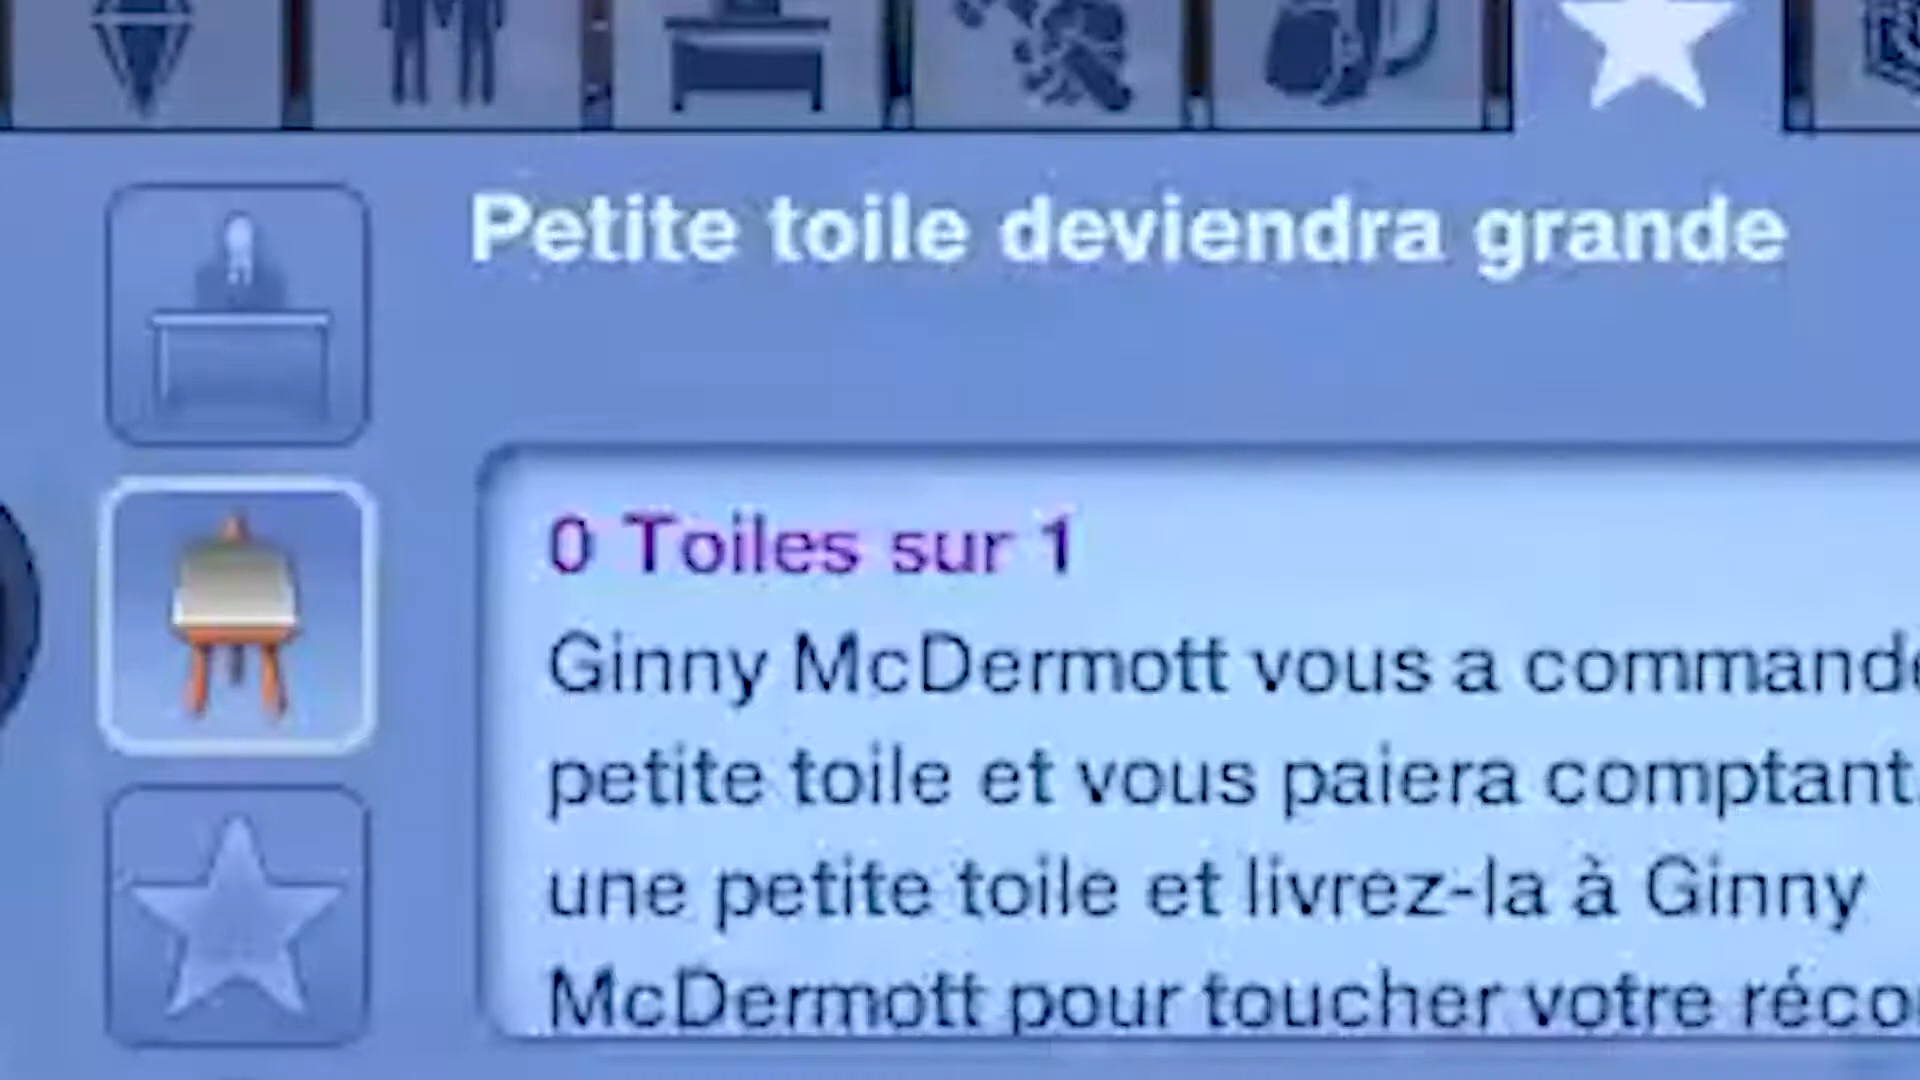 Petite toile deviendra grande
0 Toiles sur 1
Ginny McDermott vous a commandé
petite toile et vous paiera comptant.
une petite toile et livrez-la à Ginny
McDermott pour toucher votre